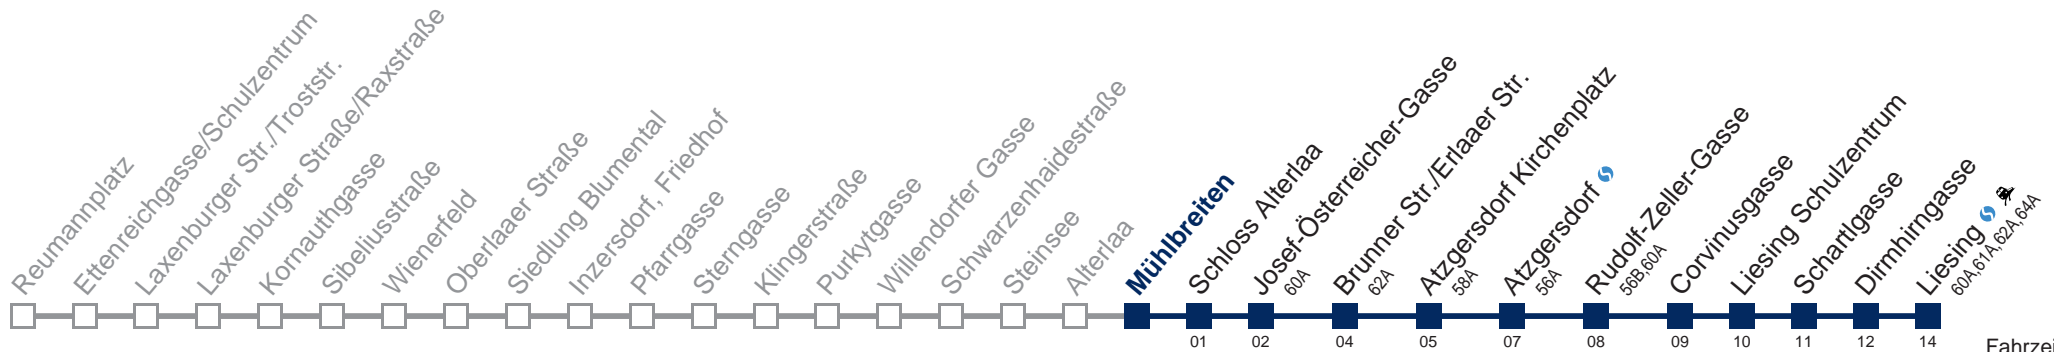 Reumannplatz
Ettenreichgasse/Schulzentrum
Laxenburger Str./Troststr.
Laxenburger Straße/Raxstraße
Kornauthgasse
Sibeliusstraße
Wienerfeld
Oberlaaer Straße
Siedlung Blumental
Inzersdorf, Friedhof
Pfarrgasse
Sterngasse
Klingerstraße
Purkytgasse
Willendorfer Gasse
Schwarzenhaidestraße
Steinsee
Alterlaa
Mühlbreiten
Schloss Alterlaa
Josef-Österreicher-Gasse
60A
Brunner Str./Erlaaer Str.
62A
Atzgersdorf Kirchenplatz
58A
Atzgersdorf
56A
Rudolf-Zeller-Gasse
56B,60A
Corvinusgasse
Liesing Schulzentrum
Schartlgasse
Dirmhirngasse
Liesing
60A,61A,62A,64A
01 02 04 05 07 08 09 10 11 12 14
Fahrzei